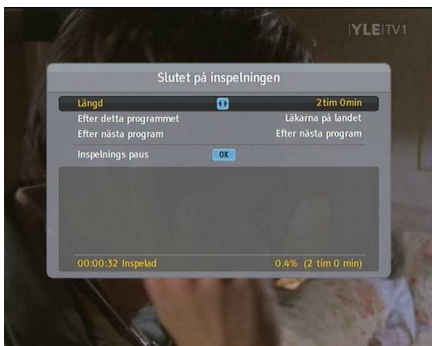 YLE TV1
Slutet på inspelningen
Längd 2tim 0min
Efter detta programmet Läkarna på landet
Efter nästa program Efter nästa program
Inspelnings paus OK
00:00:32 Inspelad 0.4% (2 tim 0 min)